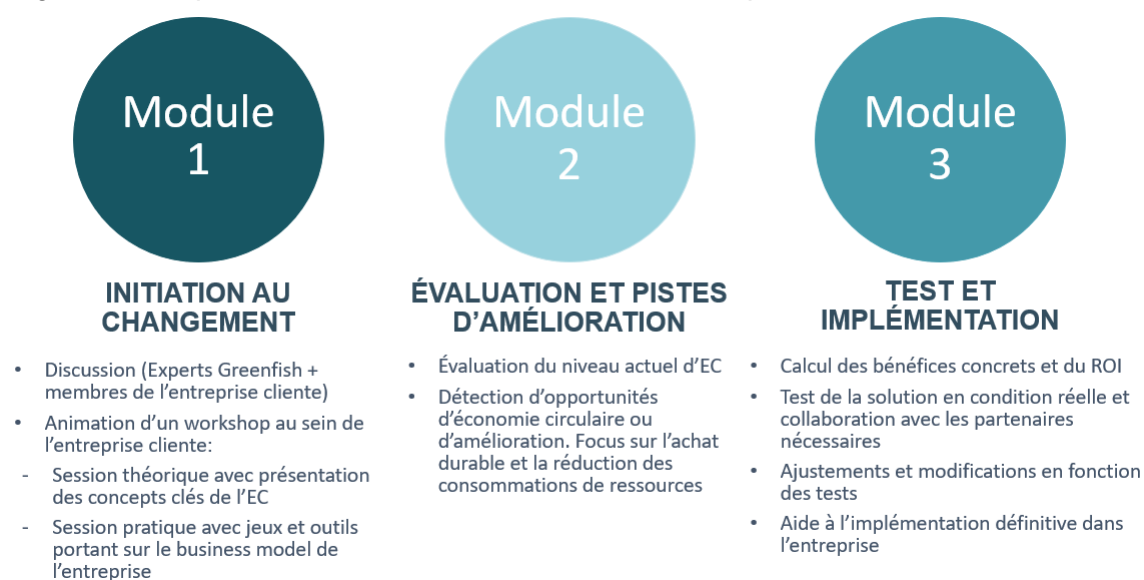 Module
1
INITIATION AU
CHANGEMENT
• Discussion (Experts Greenfish +
membres de l'entreprise cliente)
• Animation d'un workshop au sein de
l'entreprise cliente:
- Session théorique avec présentation
des concepts clés de l'EC
- Session pratique avec jeux et outils
portant sur le business model de
l'entreprise
Module
2
ÉVALUATION ET PISTES
D'AMÉLIORATION
• Évaluation du niveau actuel d'EC
• Détection d'opportunités
d'économie circulaire ou
d'amélioration. Focus sur l'achat
durable et la réduction des
consommations de ressources
Module
3
TEST ET
IMPLÉMENTATION
• Calcul des bénéfices concrets et du ROI
• Test de la solution en condition réelle et
collaboration avec les partenaires
nécessaires
• Ajustements et modifications en fonction
des tests
• Aide à l'implémentation définitive dans
l'entreprise